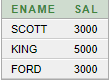 ENAME SAL
SCOTT 3000
KING 5000
FORD 3000